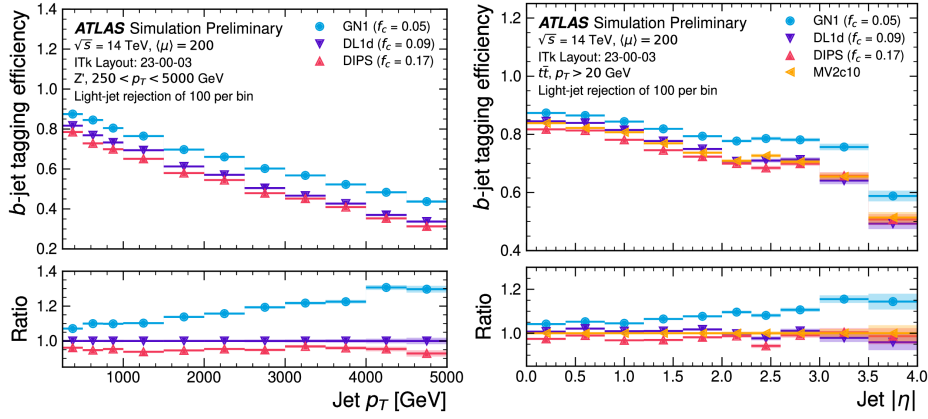 ATLAS Simulation Preliminary
√s = 14 TeV, ⟨μ⟩ = 200
ITk Layout: 23-00-03
Z', 250 < pT < 5000 GeV
Light-jet rejection of 100 per bin
GN1 (fc = 0.05)
DL1d (fc = 0.09)
DIPS (fc = 0.17)
b-jet tagging efficiency
1.4
1.2
1.0
0.8
0.6
0.4
0.2
Ratio
1.4
1.2
1.0
1000 2000 3000 4000 5000
Jet pT [GeV]
ATLAS Simulation Preliminary
√s = 14 TeV, ⟨μ⟩ = 200
ITk Layout: 23-00-03
tt̄, pT > 20 GeV
Light-jet rejection of 100 per bin
GN1 (fc = 0.05)
DL1d (fc = 0.09)
DIPS (fc = 0.17)
MV2c10
b-jet tagging efficiency
1.2
1.0
0.8
0.6
0.4
Ratio
1.2
1.0
0.0 0.5 1.0 1.5 2.0 2.5 3.0 3.5 4.0
Jet |η|